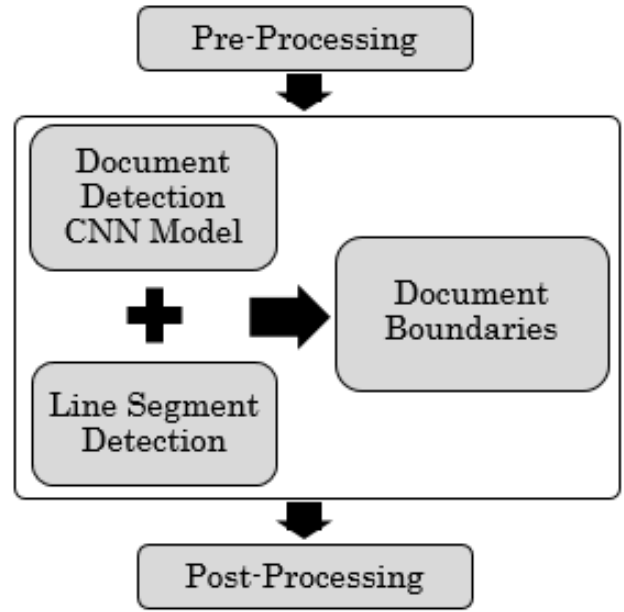 Pre-Processing
Document
Detection
CNN Model
Line Segment
Detection
Document
Boundaries
Post-Processing